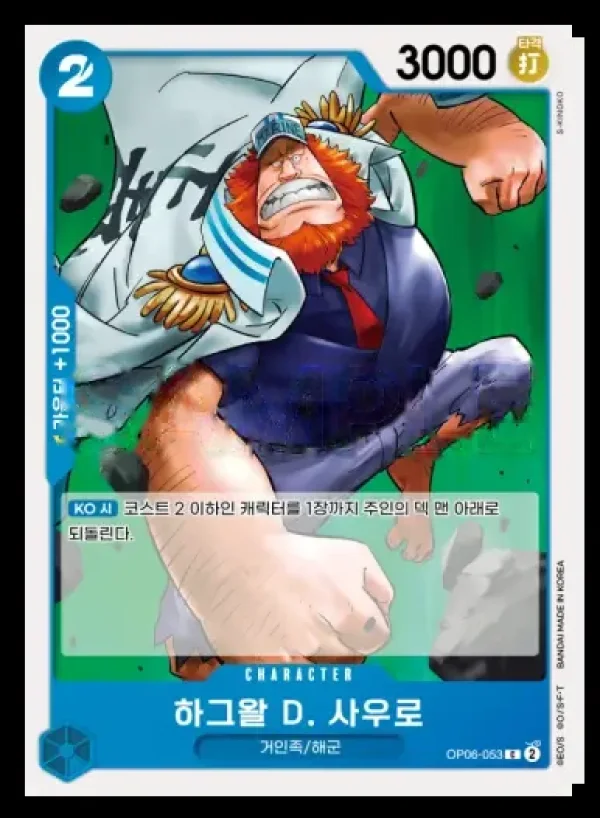 2
3000
타격
打
S-KINOKO
MARINE
카운터 +1000
KO 시 코스트 2 이하인 캐릭터를 1장까지 주인의 덱 맨 아래로
되돌린다.
CHARACTER
하그왈 D. 사우로
거인족/해군
OP06-053 C 2
©EO/S ©O/S·F·T BANDAI MADE IN KOREA